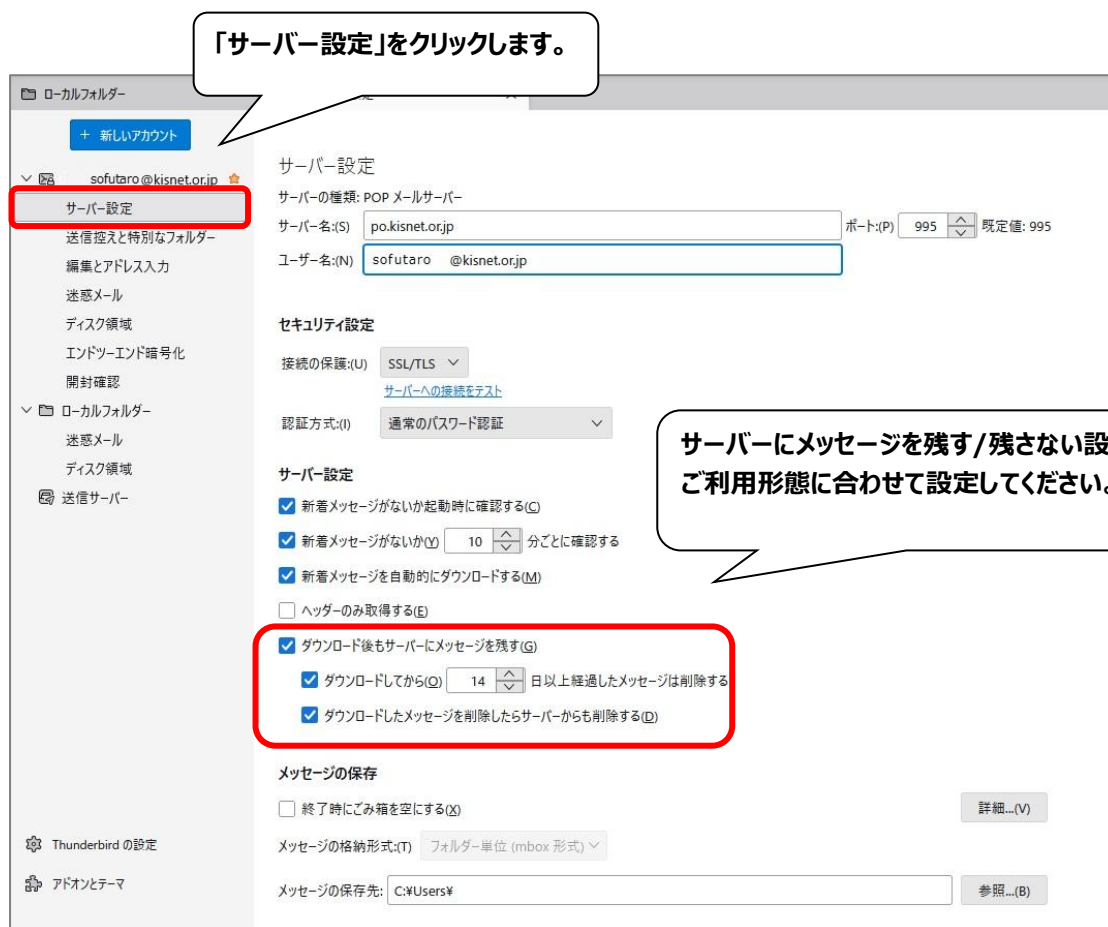 「サーバー設定」をクリックします。
ローカルフォルダー
+ 新しいアカウント
sofutaro@kisnet.or.jp
サーバー設定
送信控えと特別なフォルダー
編集とアドレス入力
迷惑メール
ディスク領域
エンドツーエンド暗号化
開封確認
ローカルフォルダー
迷惑メール
ディスク領域
送信サーバー
Thunderbird の設定
アドオンとテーマ
サーバー設定
サーバーの種類: POP メールサーバー
サーバー名:(S) po.kisnet.or.jp ポート:(P) 995 既定値: 995
ユーザー名:(N) sofutaro @kisnet.or.jp
セキュリティ設定
接続の保護:(U) SSL/TLS
サーバーへの接続をテスト
認証方式:(I) 通常のパスワード認証
サーバーにメッセージを残す/残さない設
ご利用形態に合わせて設定してください。
サーバー設定
新着メッセージがないか起動時に確認する(C)
新着メッセージがないか(Y) 10 分ごとに確認する
新着メッセージを自動的にダウンロードする(M)
ヘッダーのみ取得する(E)
ダウンロード後もサーバーにメッセージを残す(G)
ダウンロードしてから(O) 14 日以上経過したメッセージは削除する
ダウンロードしたメッセージを削除したらサーバーからも削除する(D)
メッセージの保存
終了時にごみ箱を空にする(X) 詳細...(V)
メッセージの格納形式:(T) フォルダー単位 (mbox 形式)
メッセージの保存先: C:¥Users¥ 参照...(B)